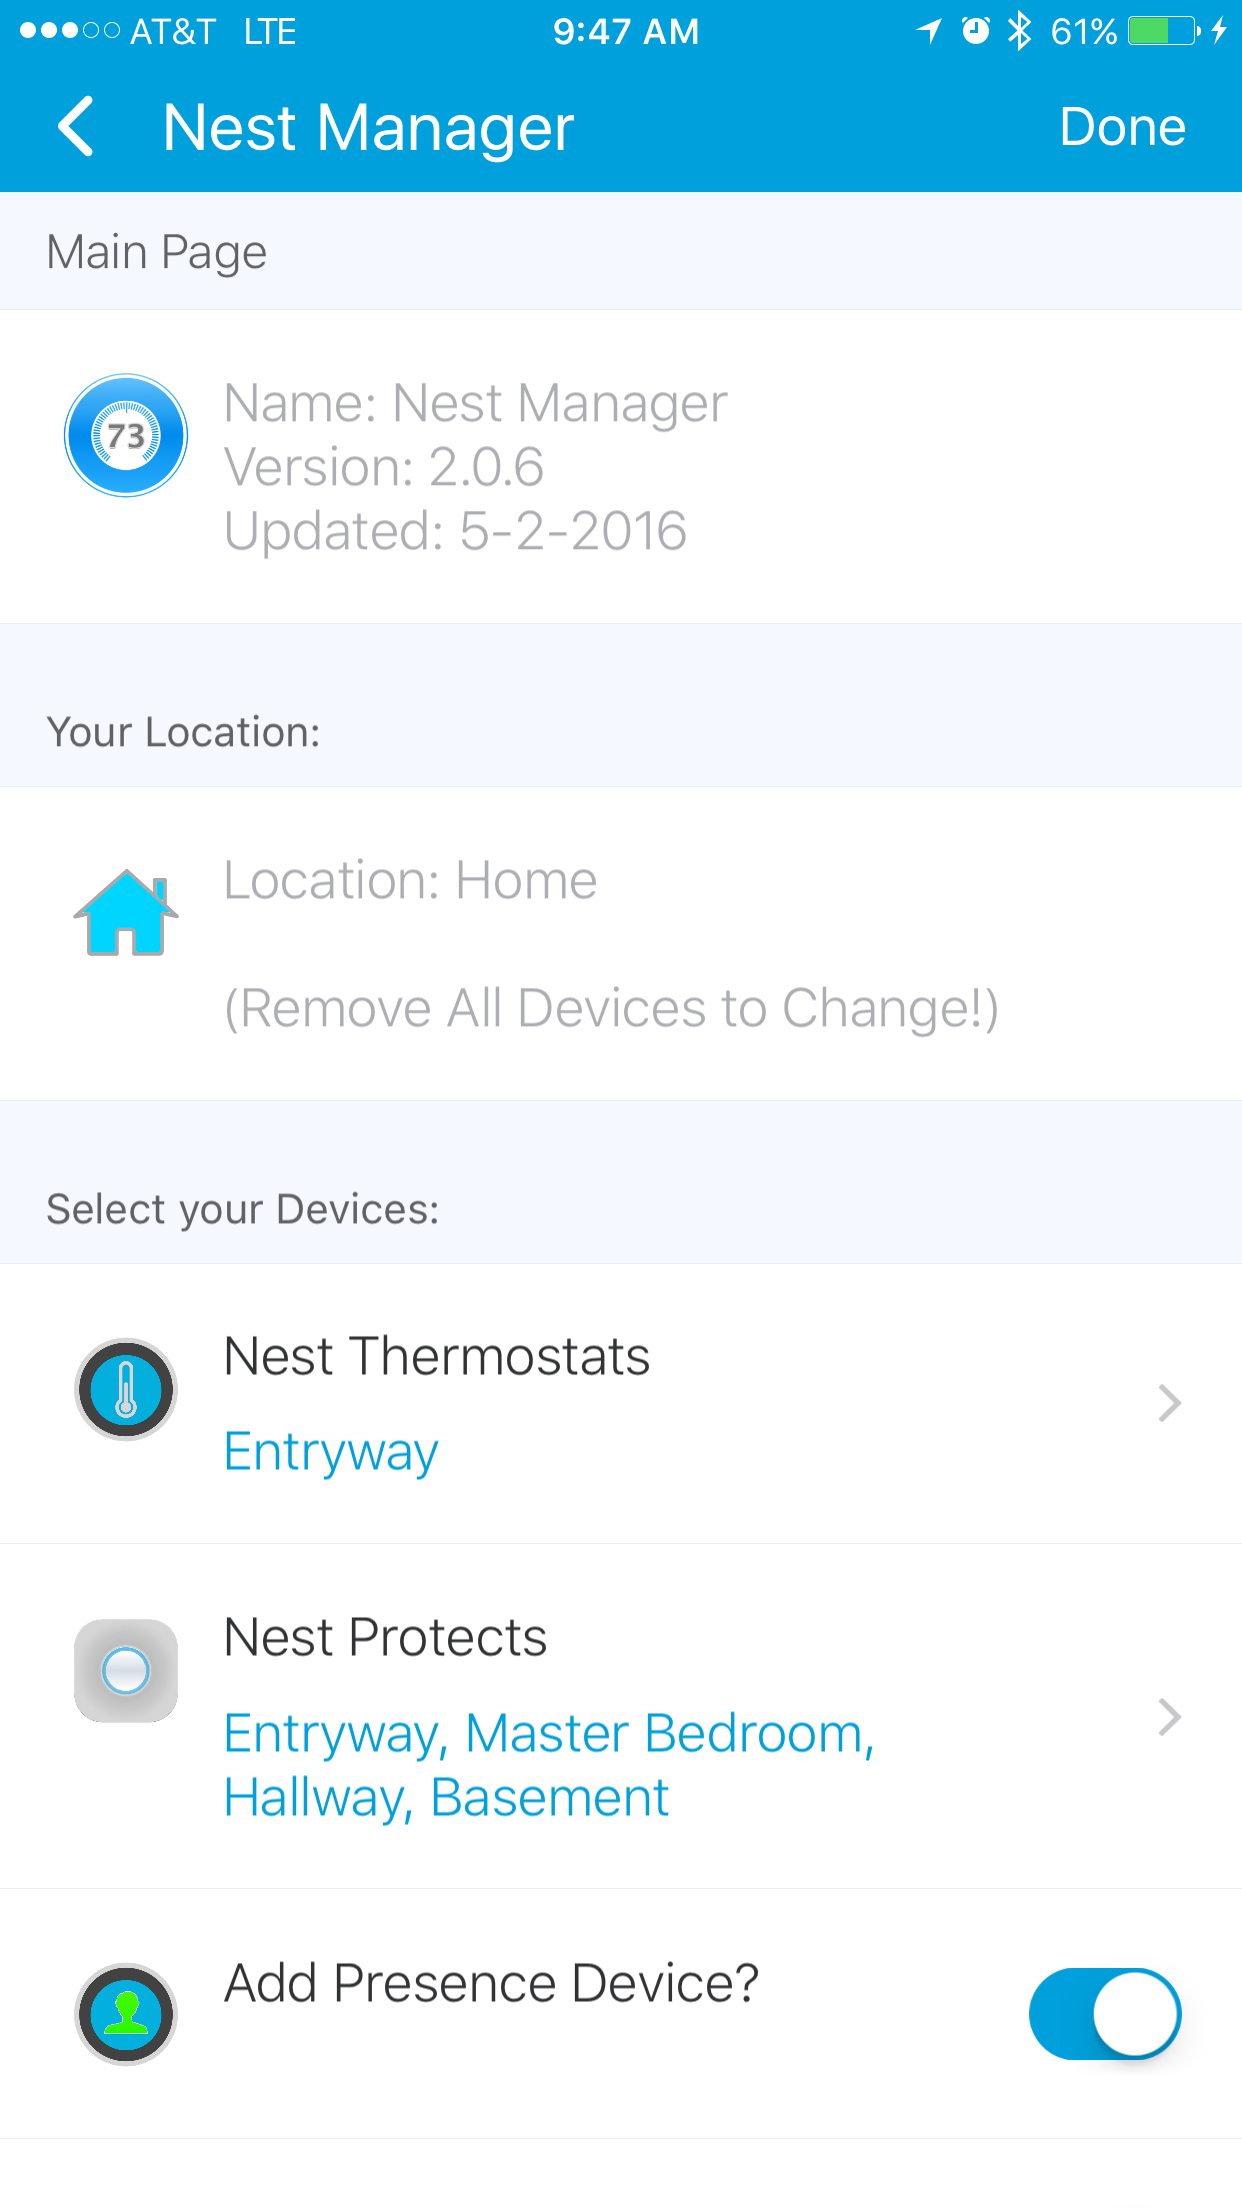 AT&T LTE 9:47 AM 61%
Nest Manager Done
Main Page
73
Name: Nest Manager
Version: 2.0.6
Updated: 5-2-2016
Your Location:
Location: Home
(Remove All Devices to Change!)
Select your Devices:
Nest Thermostats
Entryway
Nest Protects
Entryway, Master Bedroom,
Hallway, Basement
Add Presence Device?